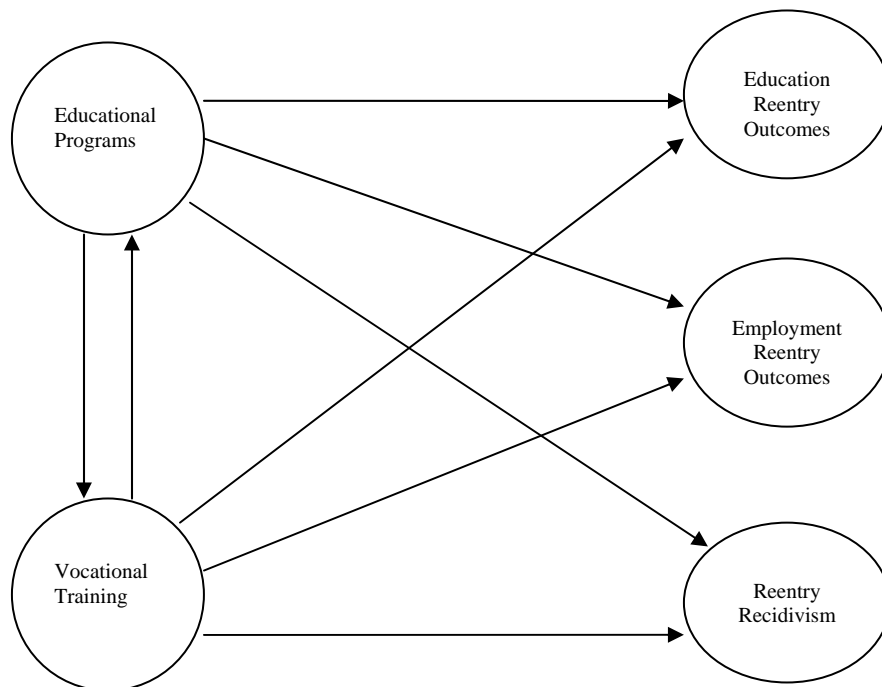 Educational
Programs
Education
Reentry
Outcomes
Employment
Reentry
Outcomes
Vocational
Training
Reentry
Recidivism